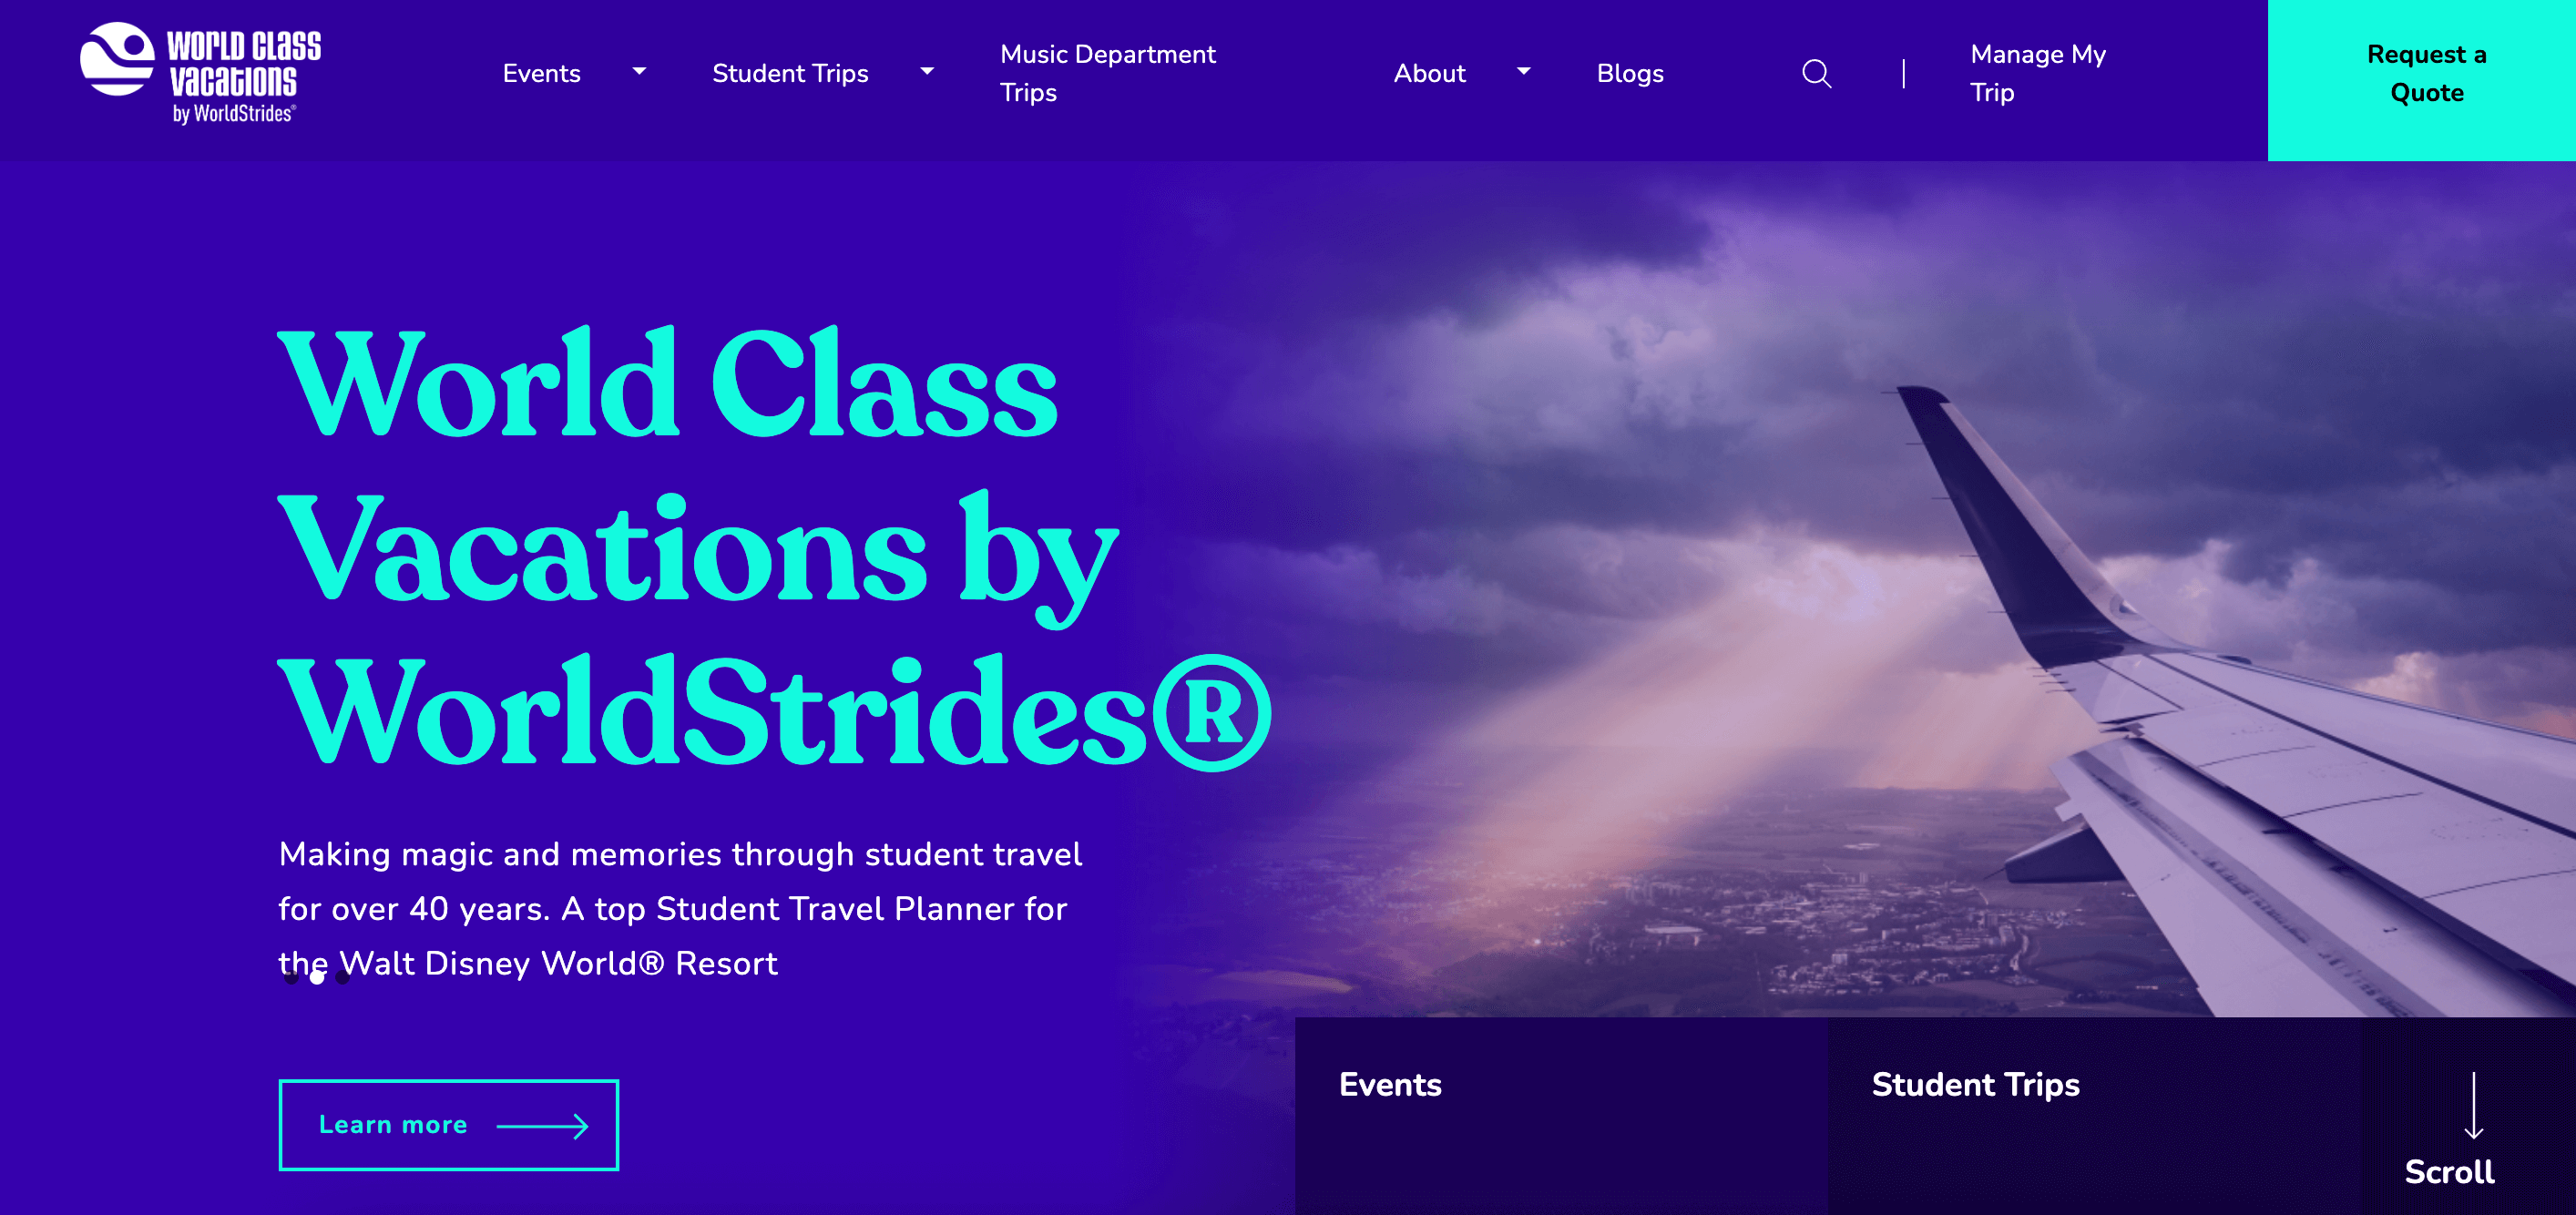 WORLD CLASS
VACATIONS
by WorldStrides®
Events
Student Trips
Music Department
Trips
About
Blogs
Manage My
Trip
Request a
Quote
World Class
Vacations by
WorldStrides®
Making magic and memories through student travel
for over 40 years. A top Student Travel Planner for
the Walt Disney World® Resort
Learn more
Events
Student Trips
Scroll